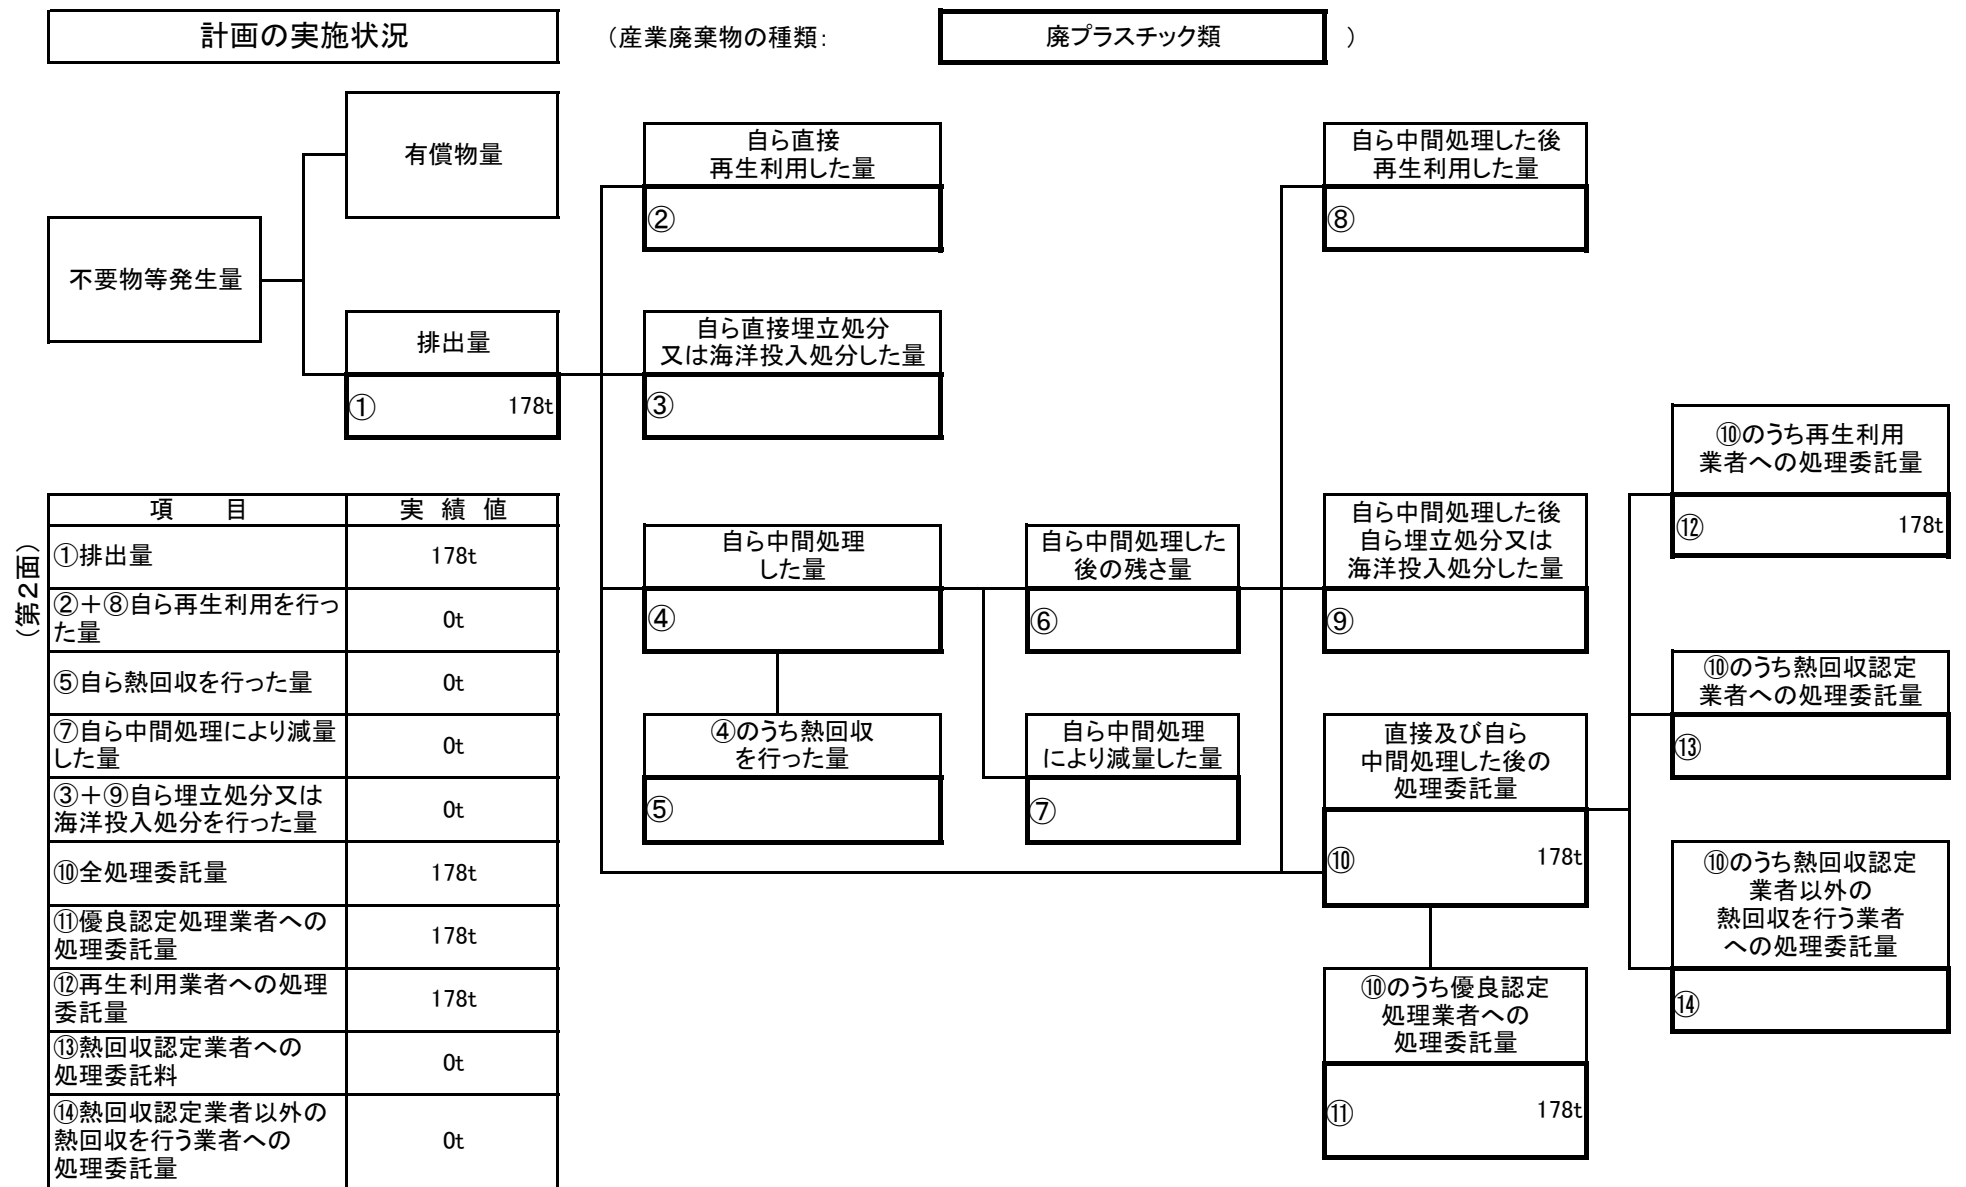 計画の実施状況
（産業廃棄物の種類：
廃プラスチック類
）
有償物量
不要物等発生量
排出量
① 178t
自ら直接
再生利用した量
②
自ら直接埋立処分
又は海洋投入処分した量
③
自ら中間処理
した量
④
④のうち熱回収
を行った量
⑤
自ら中間処理した
後の残さ量
⑥
自ら中間処理
により減量した量
⑦
自ら中間処理した後
再生利用した量
⑧
自ら中間処理した後
自ら埋立処分又は
海洋投入処分した量
⑨
直接及び自ら
中間処理した後の
処理委託量
⑩ 178t
⑩のうち優良認定
処理業者への
処理委託量
⑪ 178t
⑩のうち再生利用
業者への処理委託量
⑫ 178t
⑩のうち熱回収認定
業者への処理委託量
⑬
⑩のうち熱回収認定
業者以外の
熱回収を行う業者
への処理委託量
⑭
（第２面）
項　目 実 績 値
①排出量 178t
②＋⑧自ら再生利用を行っ
た量 0t
⑤自ら熱回収を行った量 0t
⑦自ら中間処理により減量
した量 0t
③＋⑨自ら埋立処分又は
海洋投入処分を行った量 0t
⑩全処理委託量 178t
⑪優良認定処理業者への
処理委託量 178t
⑫再生利用業者への処理
委託量 178t
⑬熱回収認定業者への
処理委託料 0t
⑭熱回収認定業者以外の
熱回収を行う業者への
処理委託量 0t